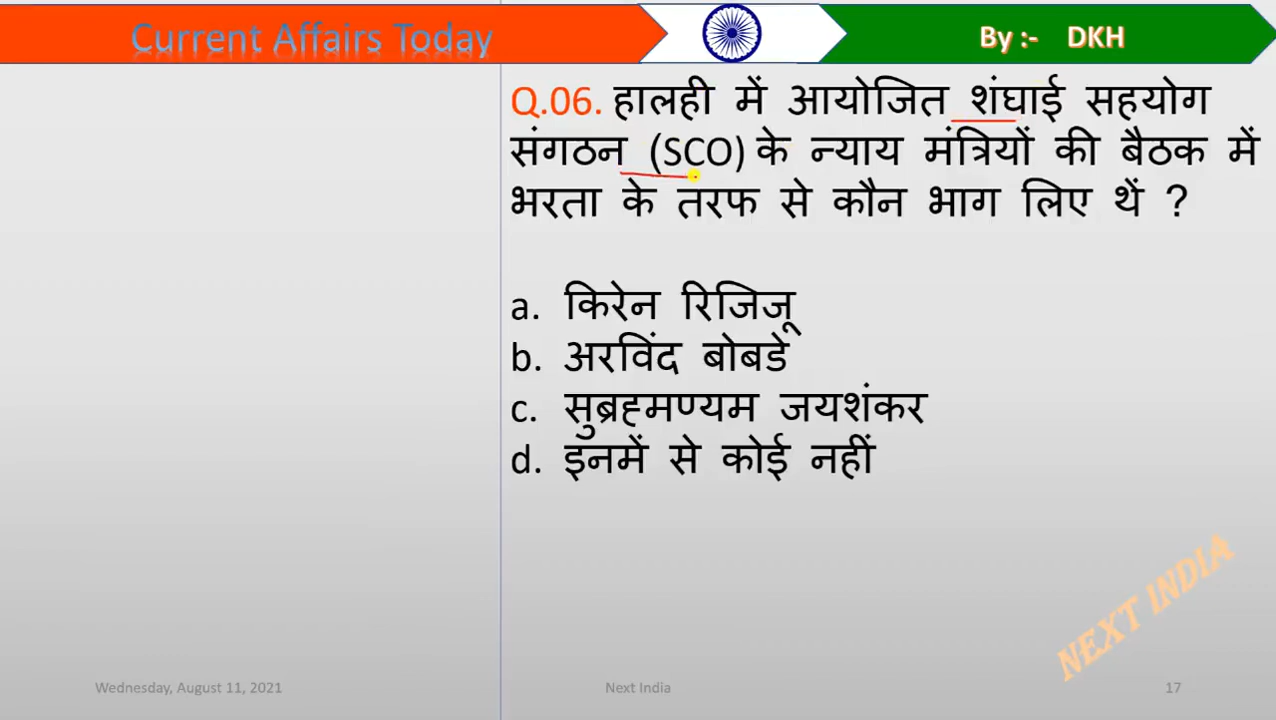 Current Affairs Today
By :- DKH
Q.06. हालही में आयोजित शंघाई सहयोग
संगठन (SCO) के न्याय मंत्रियों की बैठक में
भरता के तरफ से कौन भाग लिए थें ?
a. किरेन रिजिजू
b. अरविंद बोबडे
c. सुब्रह्मण्यम जयशंकर
d. इनमें से कोई नहीं
NEXT INDIA
Wednesday, August 11, 2021
Next India
17